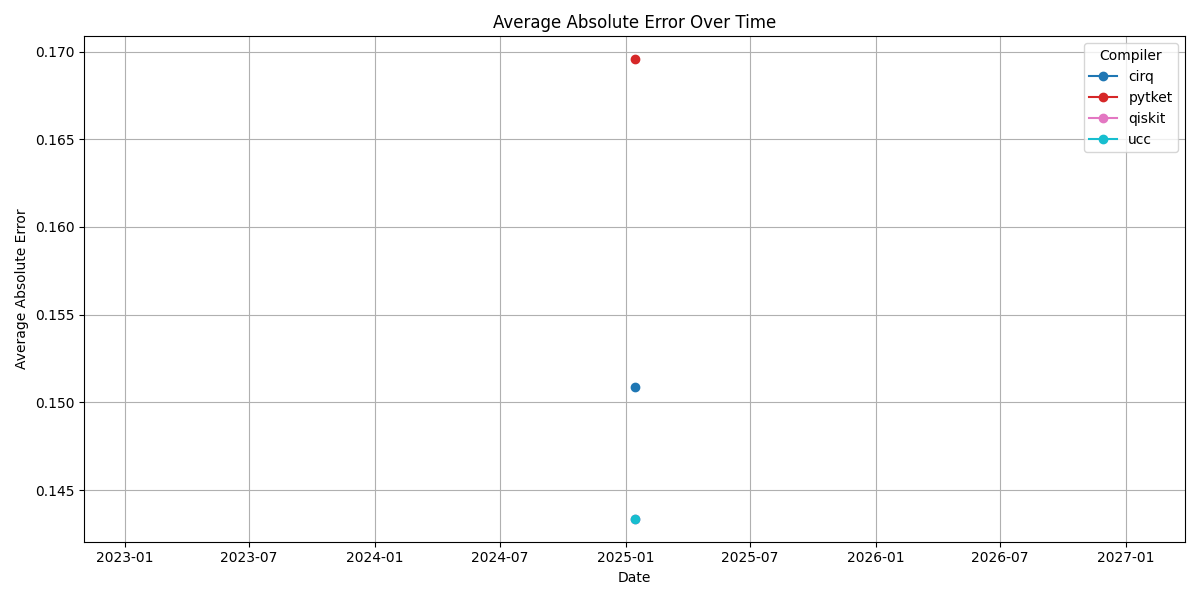 Average Absolute Error Over Time
Average Absolute Error
0.170
0.165
0.160
0.155
0.150
0.145
2023-01
2023-07
2024-01
2024-07
2025-01
2025-07
2026-01
2026-07
2027-01
Date
Compiler
cirq
pytket
qiskit
ucc